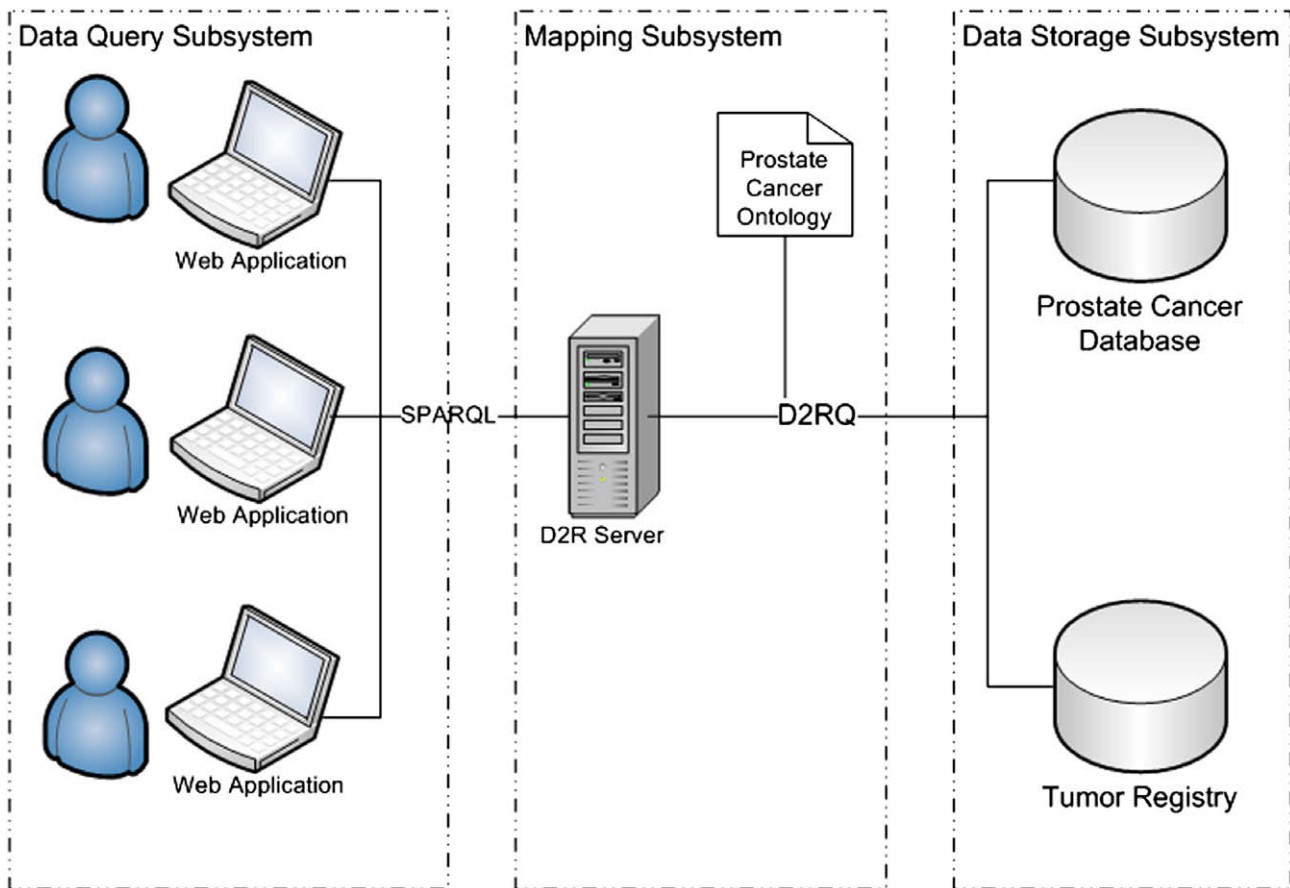 Data Query Subsystem
Web Application
Web Application
Web Application
SPARQL
Mapping Subsystem
Prostate
Cancer
Ontology
D2R Server
D2RQ
Data Storage Subsystem
Prostate Cancer
Database
Tumor Registry